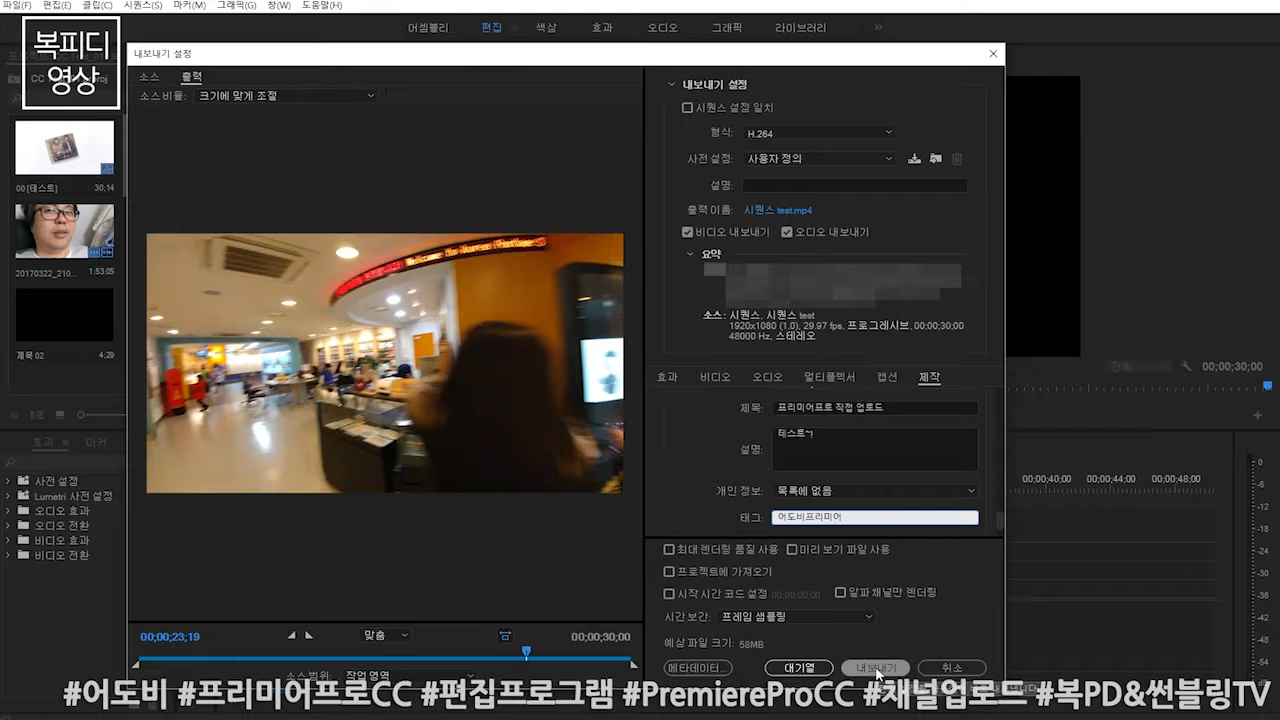 파일(F) 편집(E) 클립(C) 시퀀스(S) 마커(M) 그래픽(G) 창(W) 도움말(H)
어셈블리 편집 색상 효과 오디오 그래픽 라이브러리
복피디
영상
내보내기 설정
소스 출력
소스 비율: 크기에 맞게 조절
내보내기 설정
시퀀스 설정 일치
형식: H.264
사전 설정: 사용자 정의
설명:
출력 이름: 시퀀스 test.mp4
비디오 내보내기 오디오 내보내기
요약
소스: 시퀀스, 시퀀스 test
1920x1080 (1.0), 29.97 fps, 프로그레시브, 00;00;30;00
48000 Hz, 스테레오
00 [테스트] 30;14
20170322_210... 1:53:05
제목 02 4;29
00;00;30;00
효과 비디오 오디오 멀티플렉서 캡션 제작
제목: 프리미어프로 직접 업로드
설명: 테스트~!
개인 정보: 목록에 없음
태그: 어도비프리미어
효과 마커
사전 설정
Lumetri 사전 설정
오디오 효과
오디오 전환
비디오 효과
비디오 전환
00;00;40;00 00;00;44;00 00;00;48;00
0
-6
-12
-18
-24
-30
-36
-42
-48
-54
최대 렌더링 품질 사용 미리 보기 파일 사용
프로젝트에 가져오기
시작 시간 코드 설정 00;00;00;00 알파 채널만 렌더링
시간 보간: 프레임 샘플링
예상 파일 크기: 58MB
메타데이터... 대기열 내보내기 취소
00;00;23;19 맞춤 00;00;30;00
소스 범위: 작업 영역
#어도비 #프리미어프로CC #편집프로그램 #PremiereProCC #채널업로드 #복PD&썬블링TV